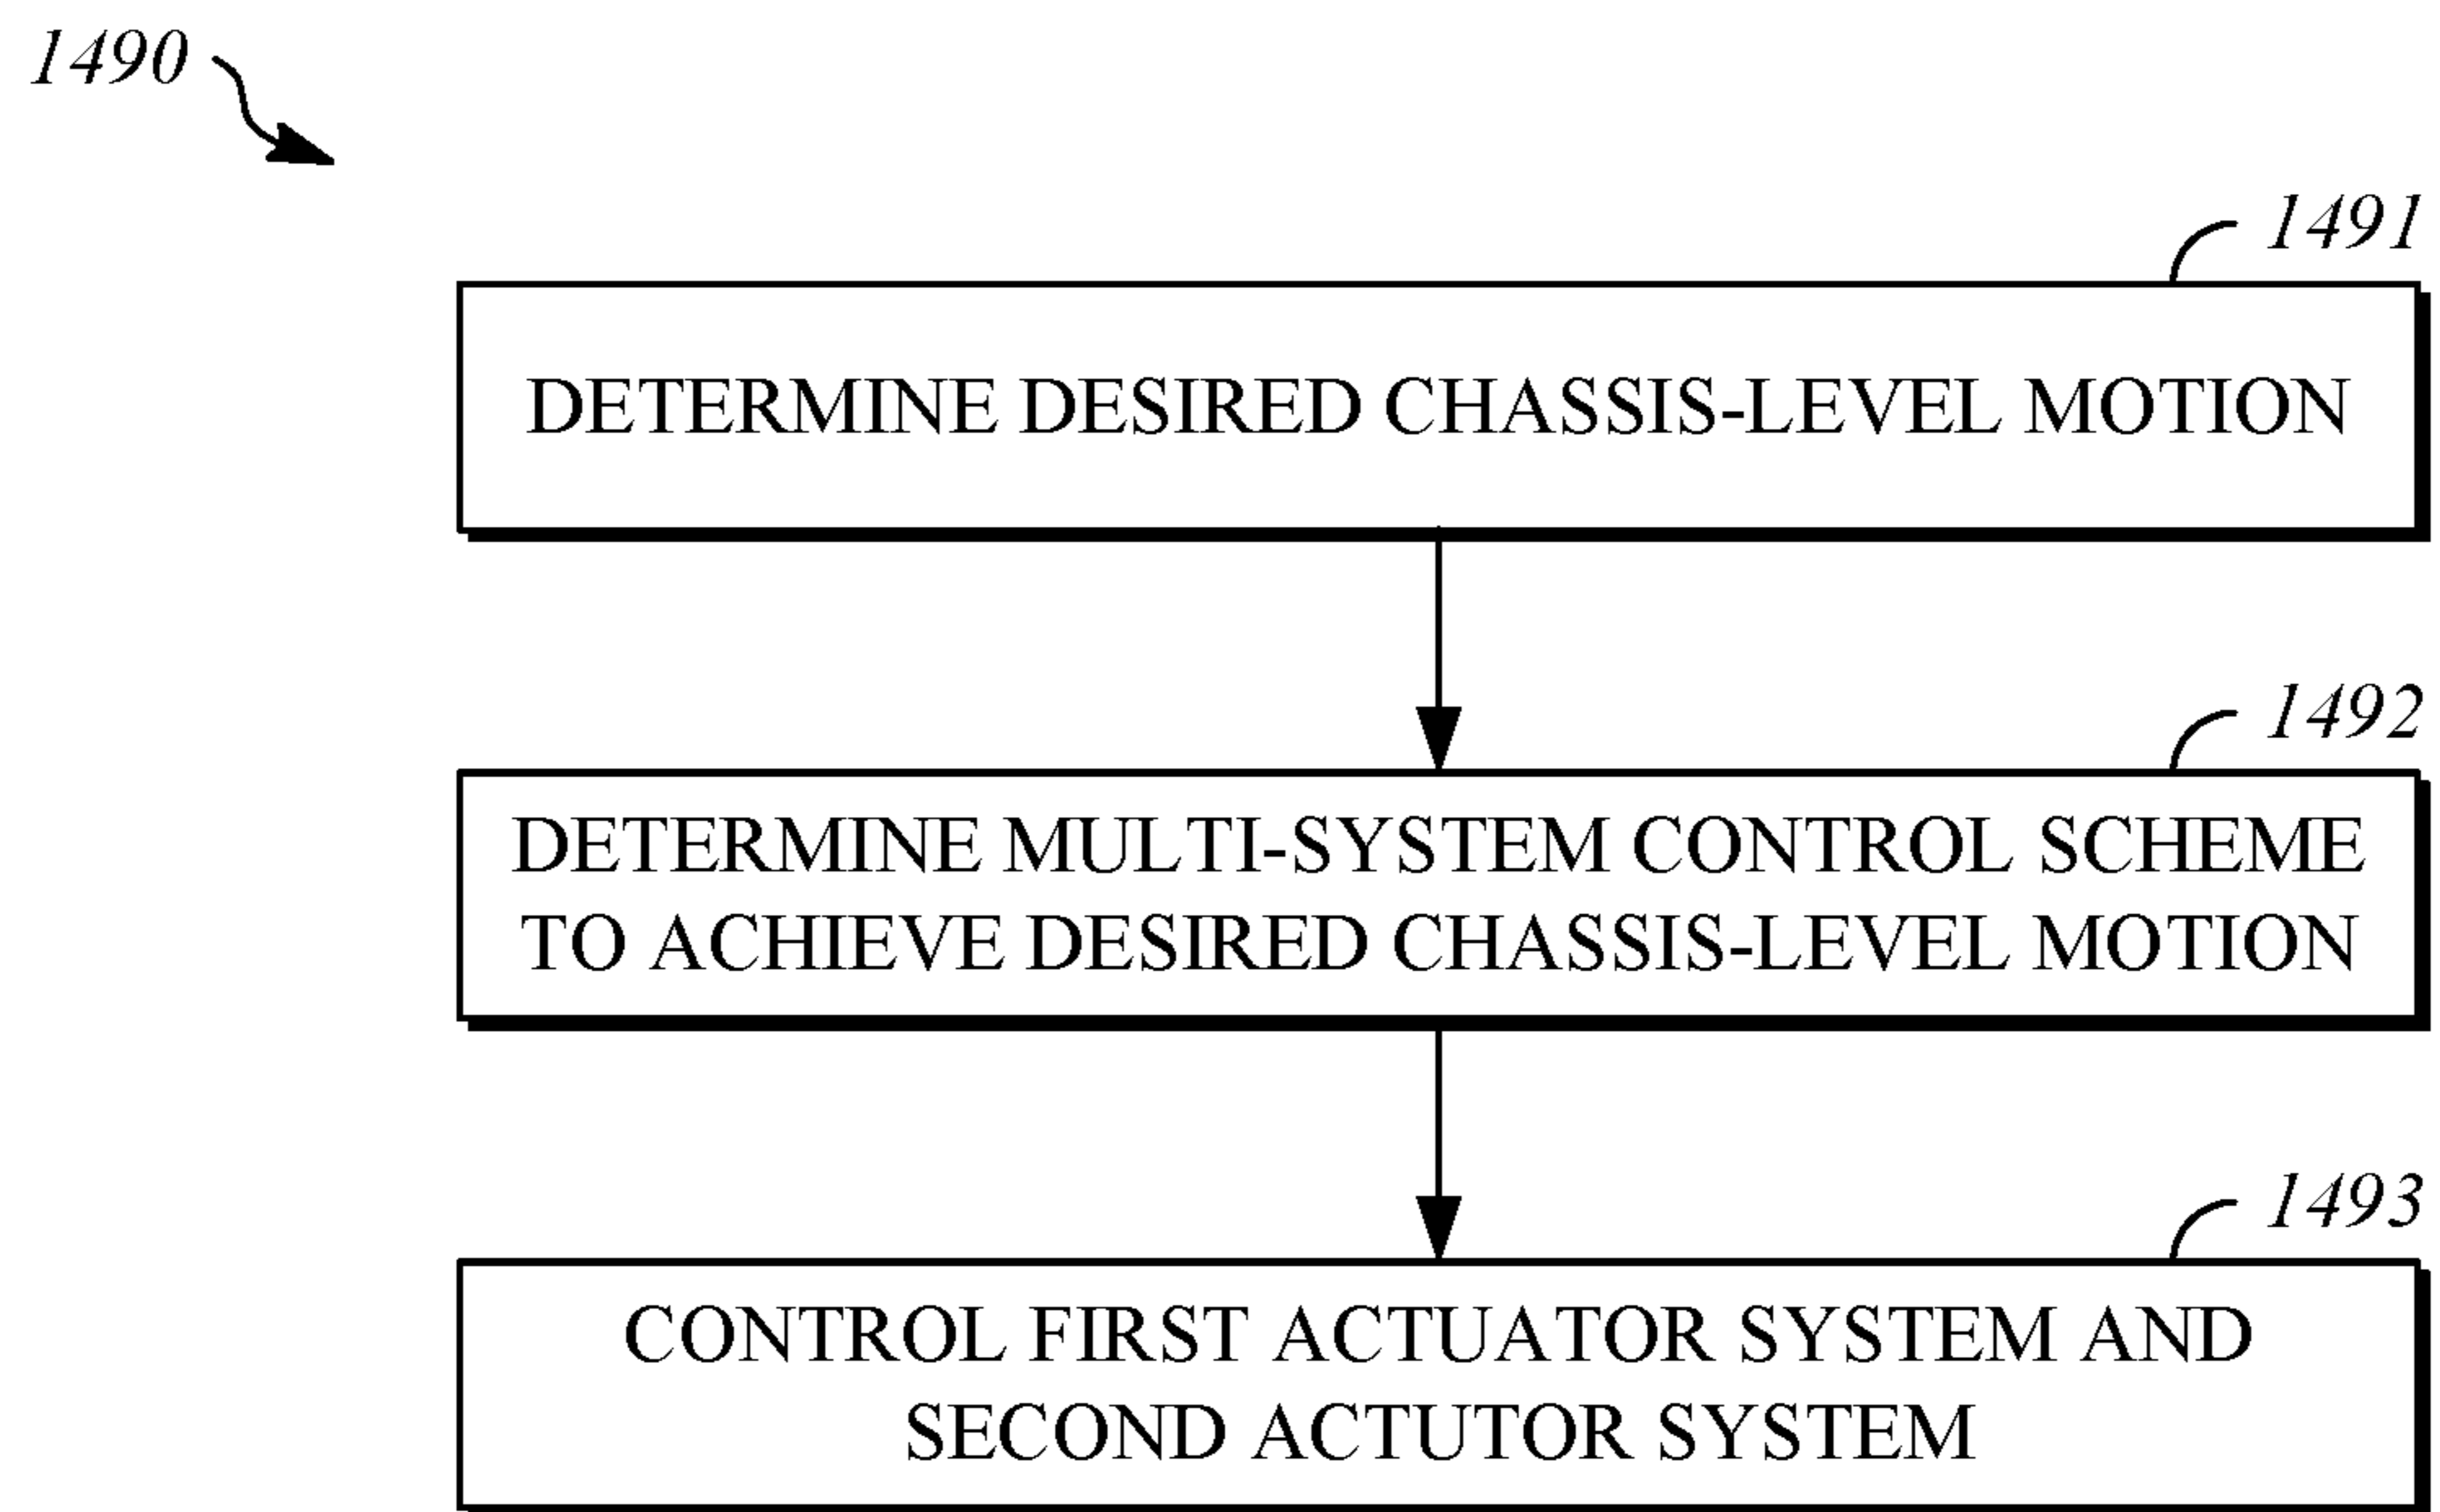 1490
1491
DETERMINE DESIRED CHASSIS-LEVEL MOTION
1492
DETERMINE MULTI-SYSTEM CONTROL SCHEME
TO ACHIEVE DESIRED CHASSIS-LEVEL MOTION
1493
CONTROL FIRST ACTUATOR SYSTEM AND
SECOND ACTUTOR SYSTEM